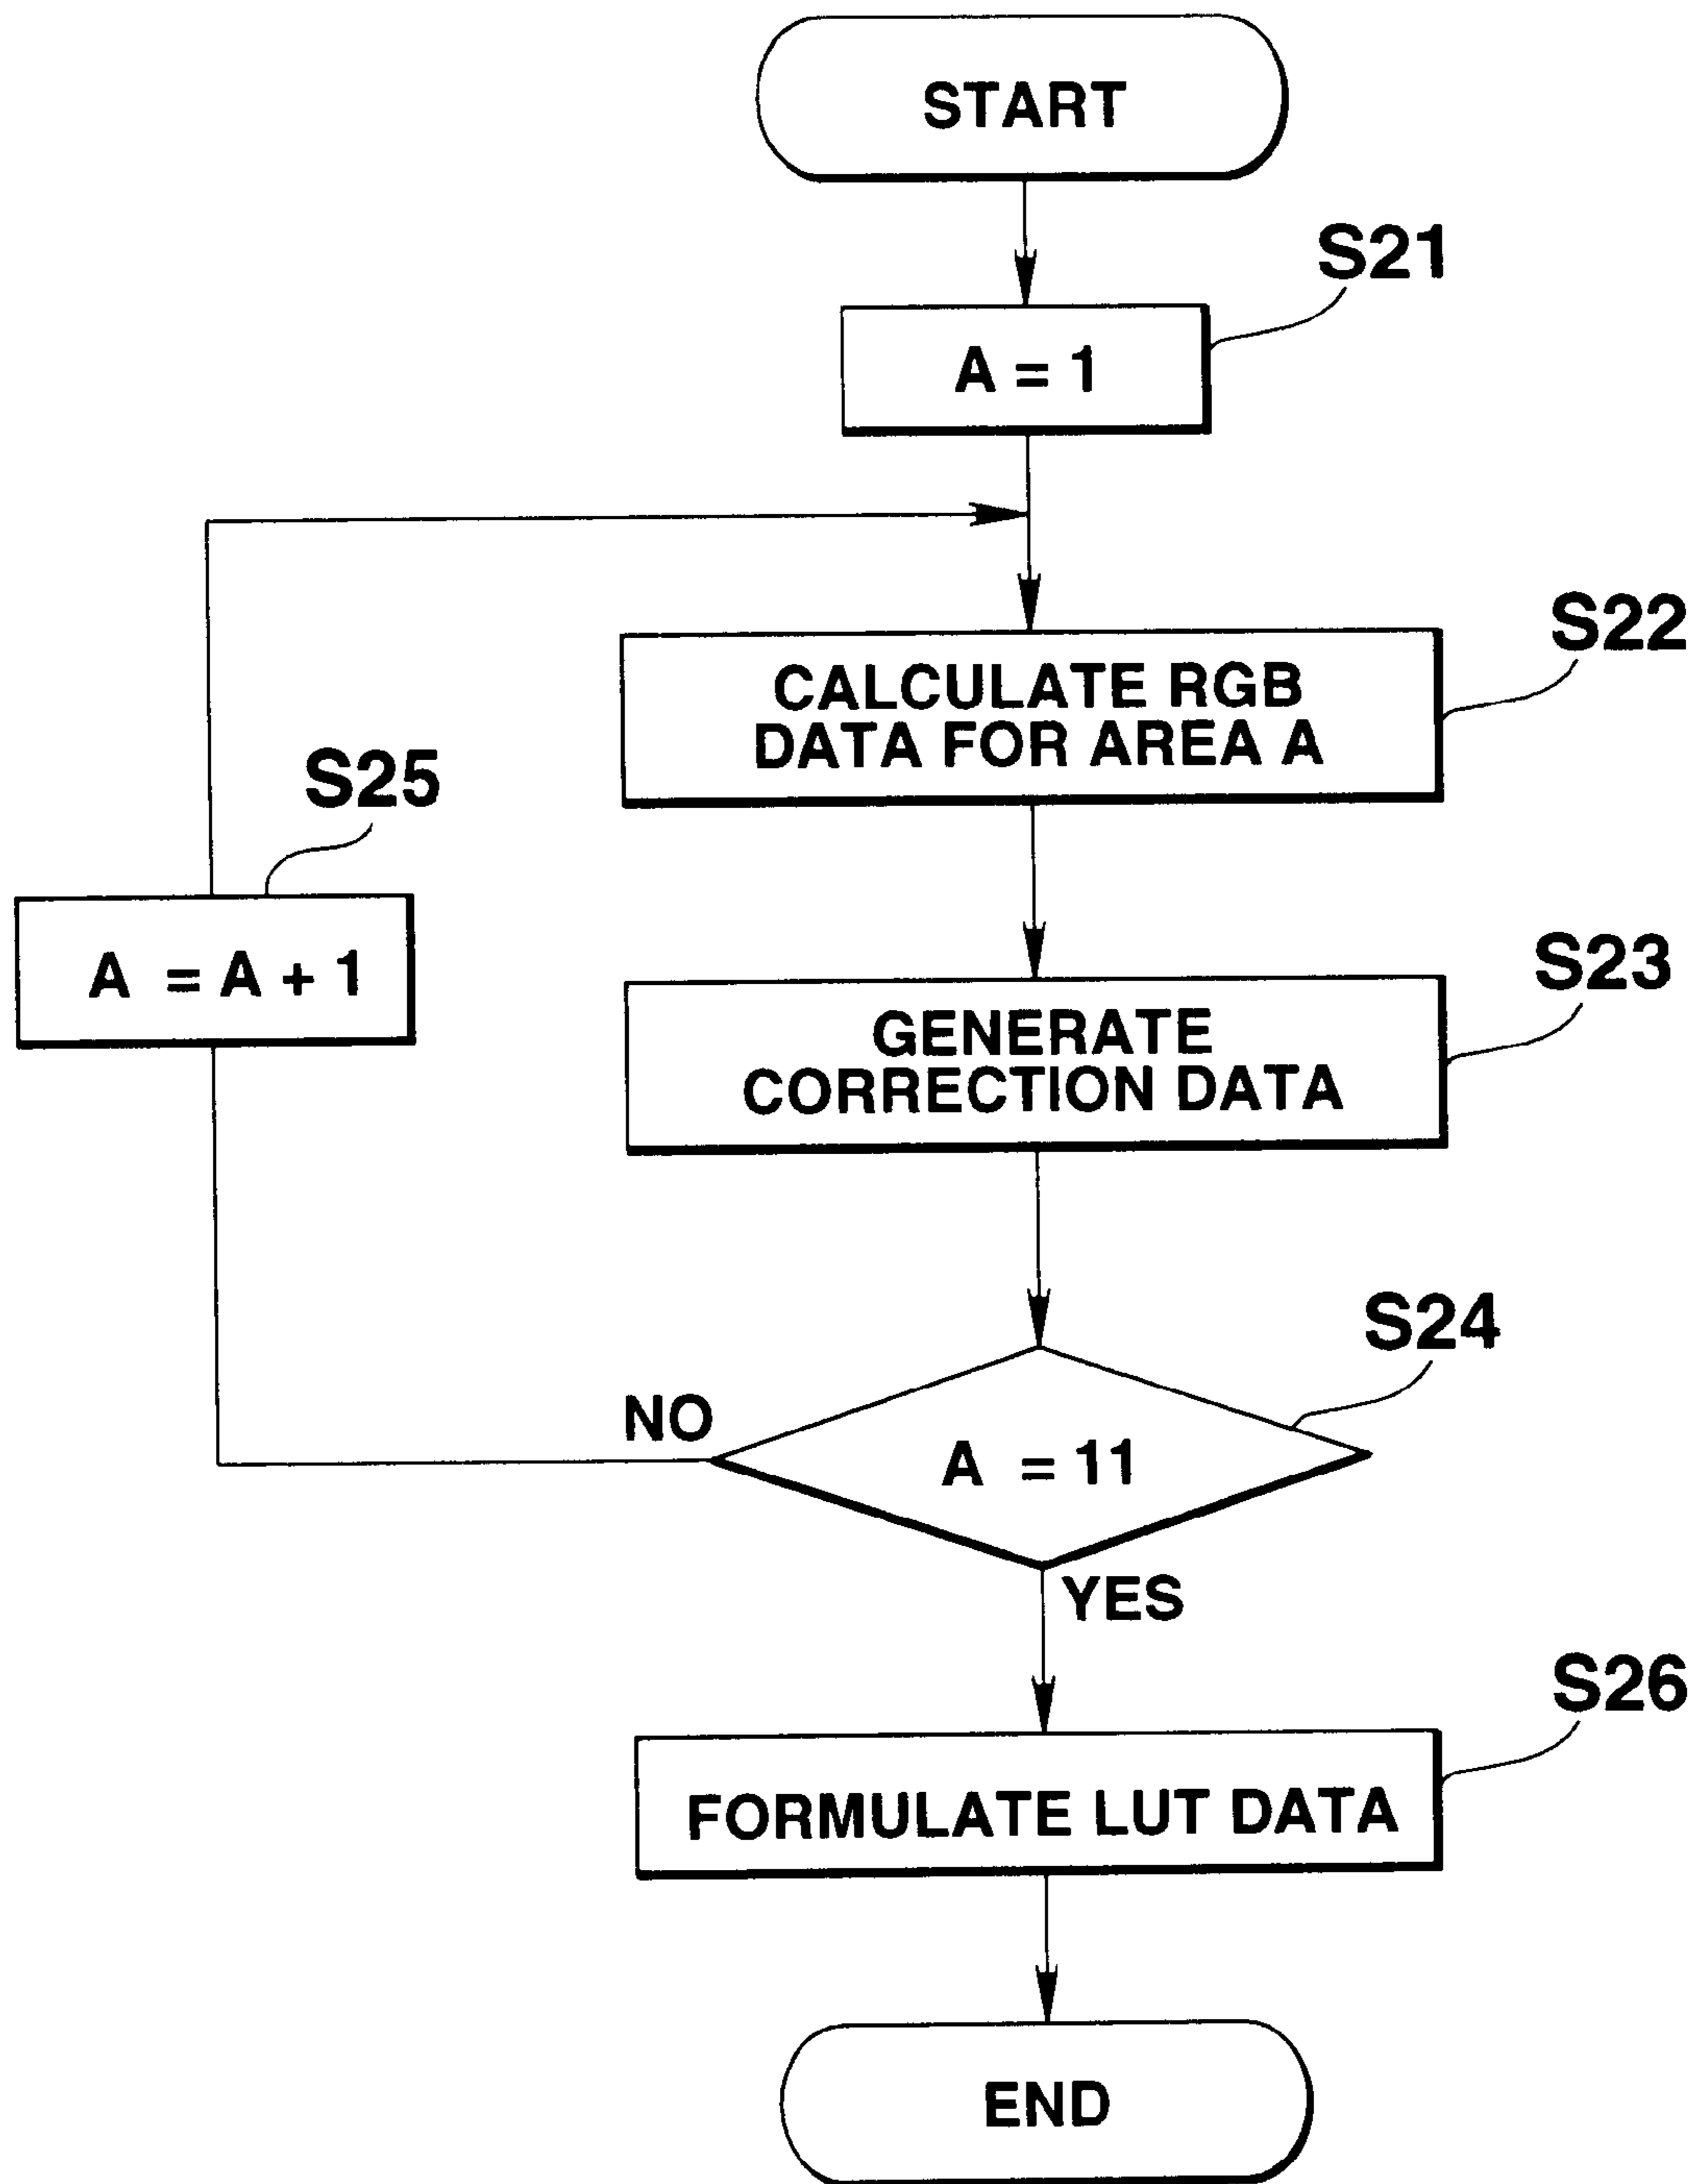 START
S21
A = 1
S22
CALCULATE RGB
DATA FOR AREA A
S25
A = A + 1
S23
GENERATE
CORRECTION DATA
S24
NO
A = 11
YES
S26
FORMULATE LUT DATA
END